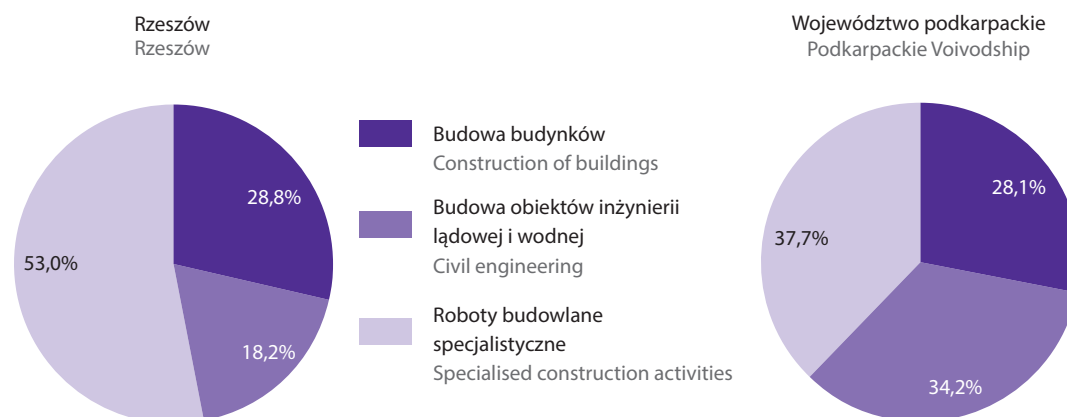 Rzeszów
Rzeszów
28,8%
53,0%
18,2%
Budowa budynków
Construction of buildings
Budowa obiektów inżynierii
lądowej i wodnej
Civil engineering
Roboty budowlane
specjalistyczne
Specialised construction activities
Województwo podkarpackie
Podkarpackie Voivodship
28,1%
37,7%
34,2%